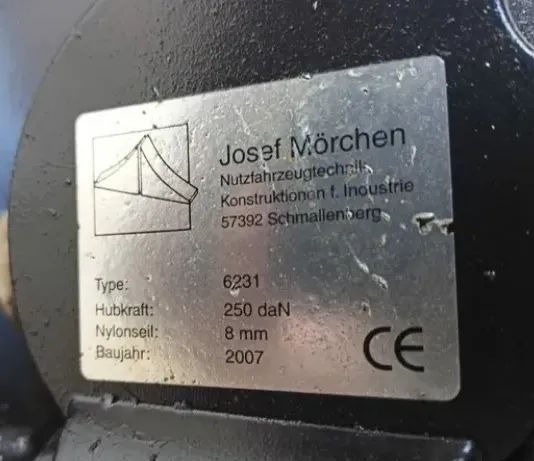 Josef Mörchen
Nutzfahrzeugtechnik
Konstruktionen f. Industrie
57392 Schmallenberg
Type: 6231
Hubkraft: 250 daN
Nylonseil: 8 mm
Baujahr: 2007
CE